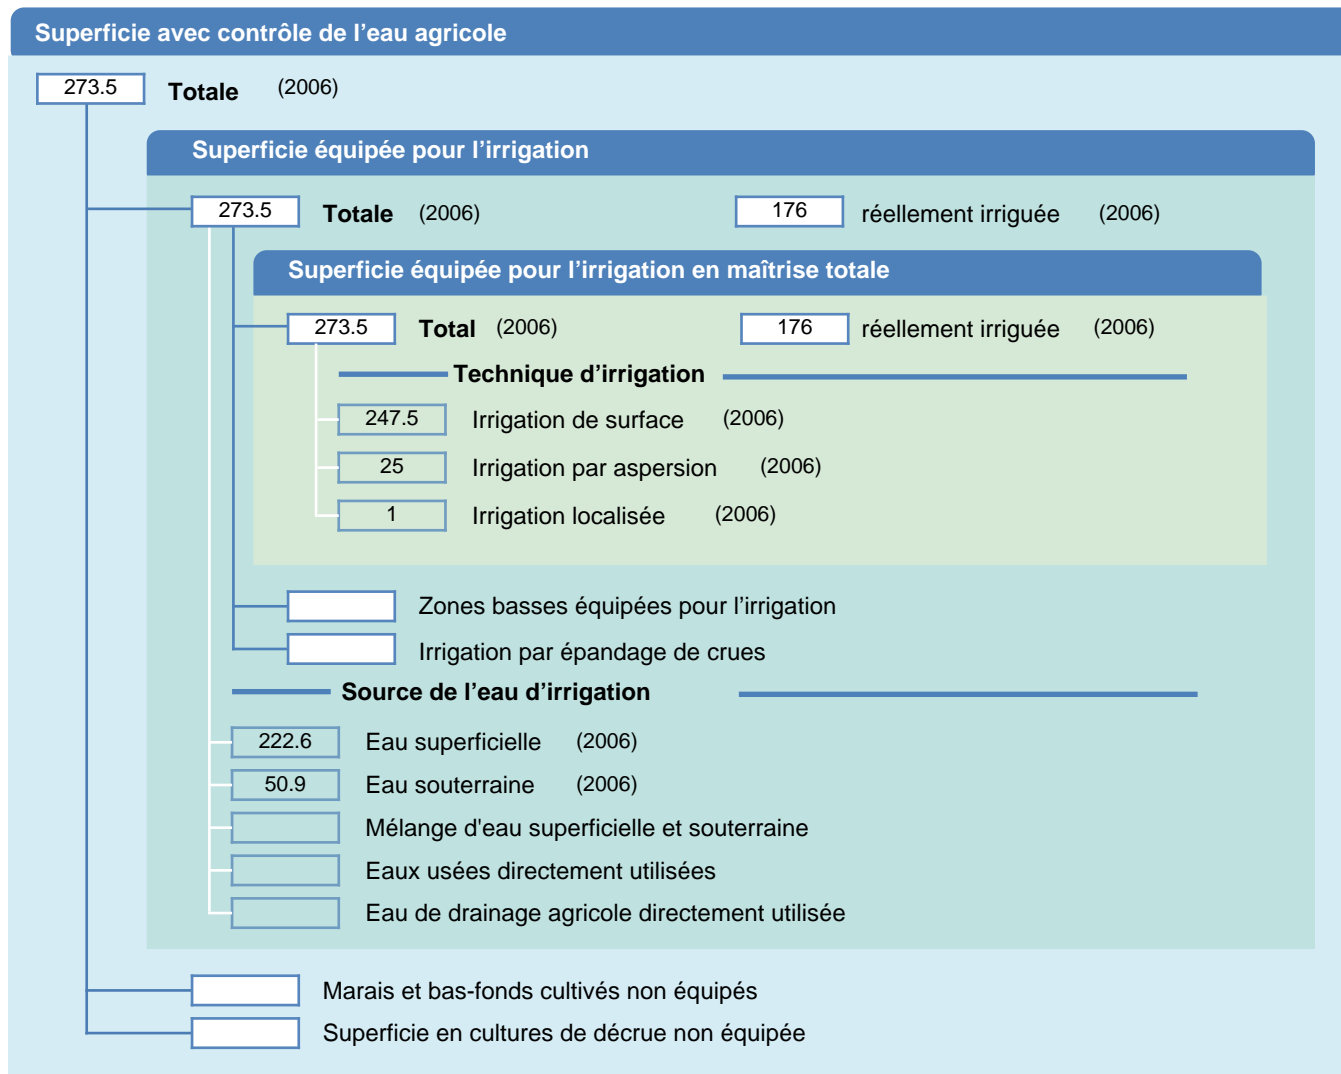 Superficie avec contrôle de l’eau agricole
273.5 Totale (2006)
Superficie équipée pour l’irrigation
273.5 Totale (2006) 176 réellement irriguée (2006)
Superficie équipée pour l’irrigation en maîtrise totale
273.5 Total (2006) 176 réellement irriguée (2006)
Technique d’irrigation
247.5 Irrigation de surface (2006)
25 Irrigation par aspersion (2006)
1 Irrigation localisée (2006)
Zones basses équipées pour l’irrigation
Irrigation par épandage de crues
Source de l’eau d’irrigation
222.6 Eau superficielle (2006)
50.9 Eau souterraine (2006)
Mélange d'eau superficielle et souterraine
Eaux usées directement utilisées
Eau de drainage agricole directement utilisée
Marais et bas-fonds cultivés non équipés
Superficie en cultures de décrue non équipée